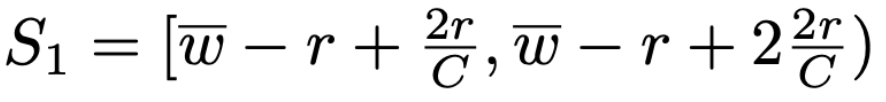 $S_1 = [\overline{w} - r + \frac{2r}{C}, \overline{w} - r + 2\frac{2r}{C})$